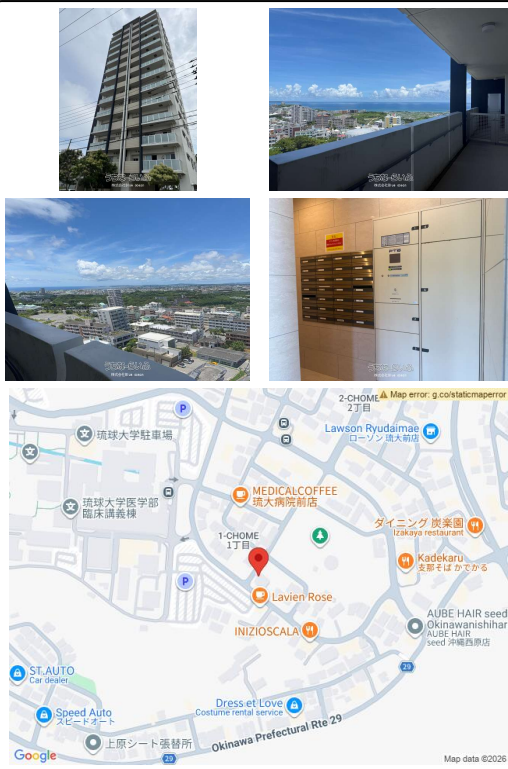 Map error: g.co/staticmaperror
2-CHOME
2丁目
P
Lawson Ryudaimae
ローソン 琉大前店
琉球大学駐車場
MEDICALCOFFEE
琉大病院前店
琉球大学医学部
臨床講義棟
ダイニング 炭楽園
Izakaya restaurant
1-CHOME
1丁目
Kadekaru
支那そば かでかる
P
Lavien Rose
AUBE HAIR seed
Okinawanishihar
AUBE HAIR
seed 沖縄西原店
INIZIOSCALA
29
ST.AUTO
Car dealer
Dress et Love
Costume rental service
Speed Auto
スピードオート
Okinawa Prefectural Rte 29
上原シート張替所
29
Google
Map data ©2026